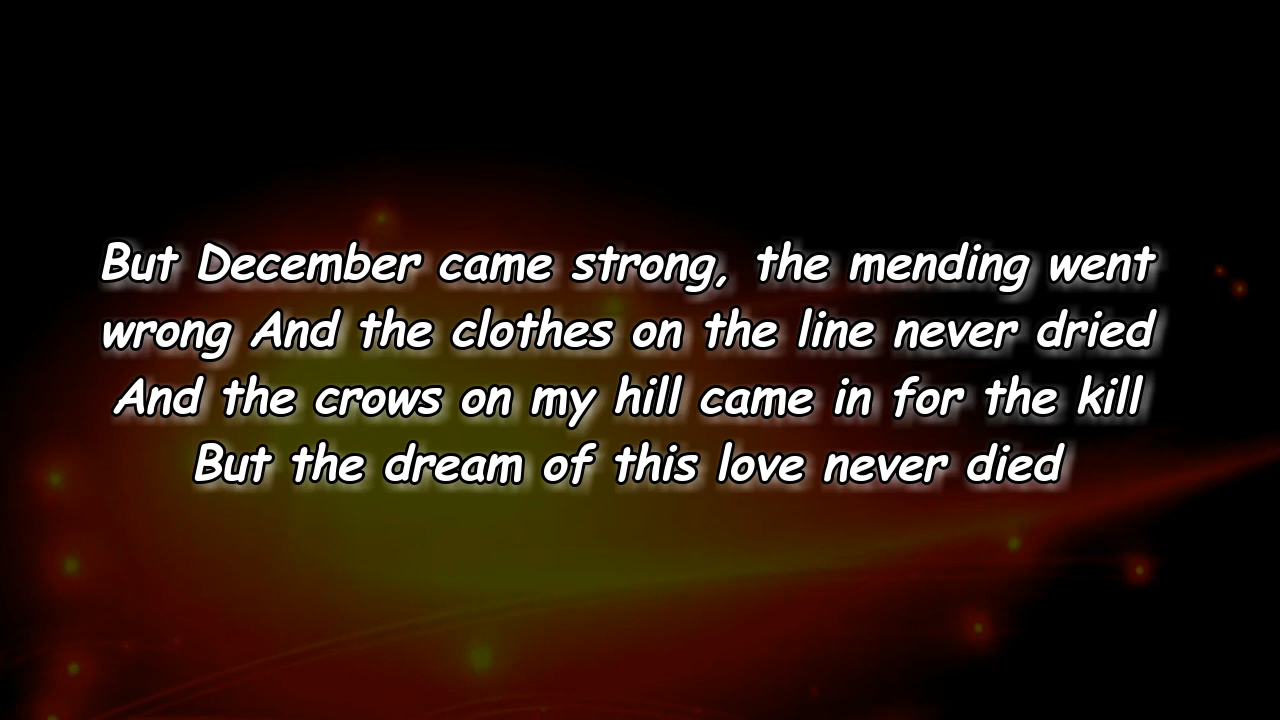 But December came strong, the mending went
wrong And the clothes on the line never dried
And the crows on my hill came in for the kill
But the dream of this love never died